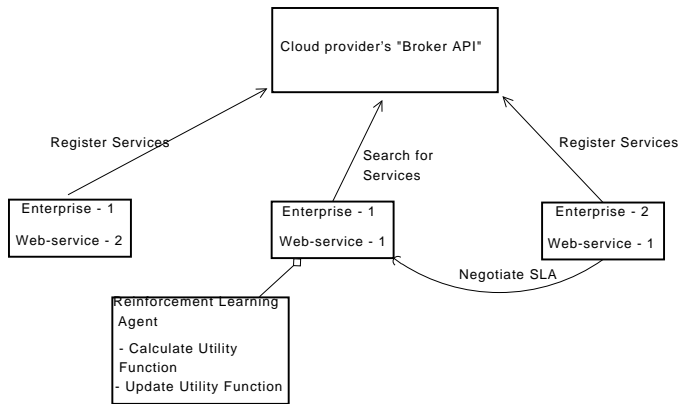 Cloud provider's "Broker API"
Register Services
Search for
Services
Register Services
Enterprise - 1
Web-service - 2
Enterprise - 1
Web-service - 1
Enterprise - 2
Web-service - 1
Negotiate SLA
Reinforcement Learning
Agent
- Calculate Utility
Function
- Update Utility Function